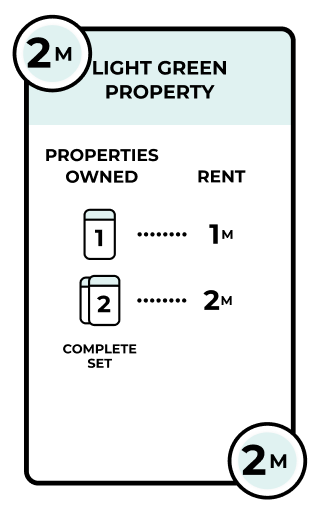 2M
LIGHT GREEN
PROPERTY
PROPERTIES
OWNED
RENT
1
1M
2
2M
COMPLETE
SET
2M